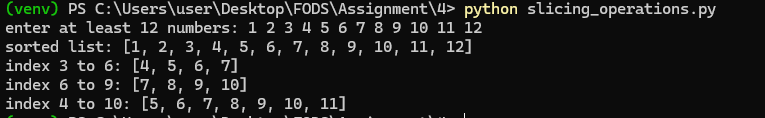 (venv) PS C:\Users\user\Desktop\FODS\Assignment\4> python slicing_operations.py
enter at least 12 numbers: 1 2 3 4 5 6 7 8 9 10 11 12
sorted list: [1, 2, 3, 4, 5, 6, 7, 8, 9, 10, 11, 12]
index 3 to 6: [4, 5, 6, 7]
index 6 to 9: [7, 8, 9, 10]
index 4 to 10: [5, 6, 7, 8, 9, 10, 11]